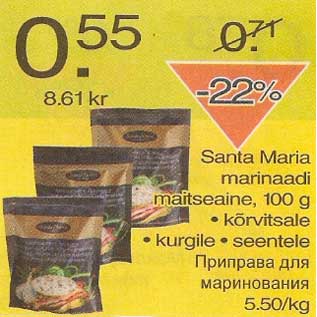 0.55
0.71
8.61 kr
-22%
Santa Maria
marinaadi
maitseaine, 100 g
• kõrvitsale
• kurgile • seentele
Приправа для
маринования
5.50/kg